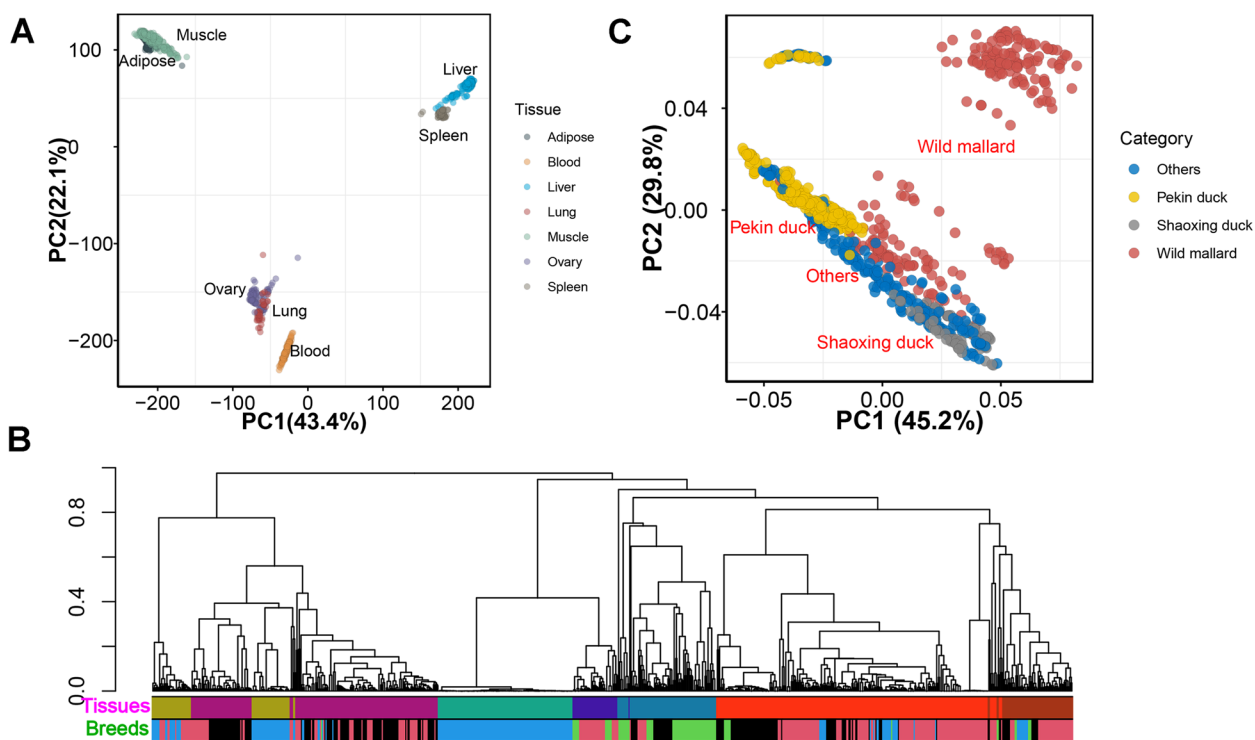 A
PC2(22.1%)
100
0
−100
−200
Muscle
Adipose
Liver
Spleen
Ovary
Lung
Blood
−200
−100
0
100
200
PC1(43.4%)
Tissue
Adipose
Blood
Liver
Lung
Muscle
Ovary
Spleen
C
PC2 (29.8%)
0.04
0.00
−0.04
Wild mallard
Pekin duck
Others
Shaoxing duck
−0.05
0.00
0.05
PC1 (45.2%)
Category
Others
Pekin duck
Shaoxing duck
Wild mallard
B
0.8
0.4
0.0
Tissues
Breeds